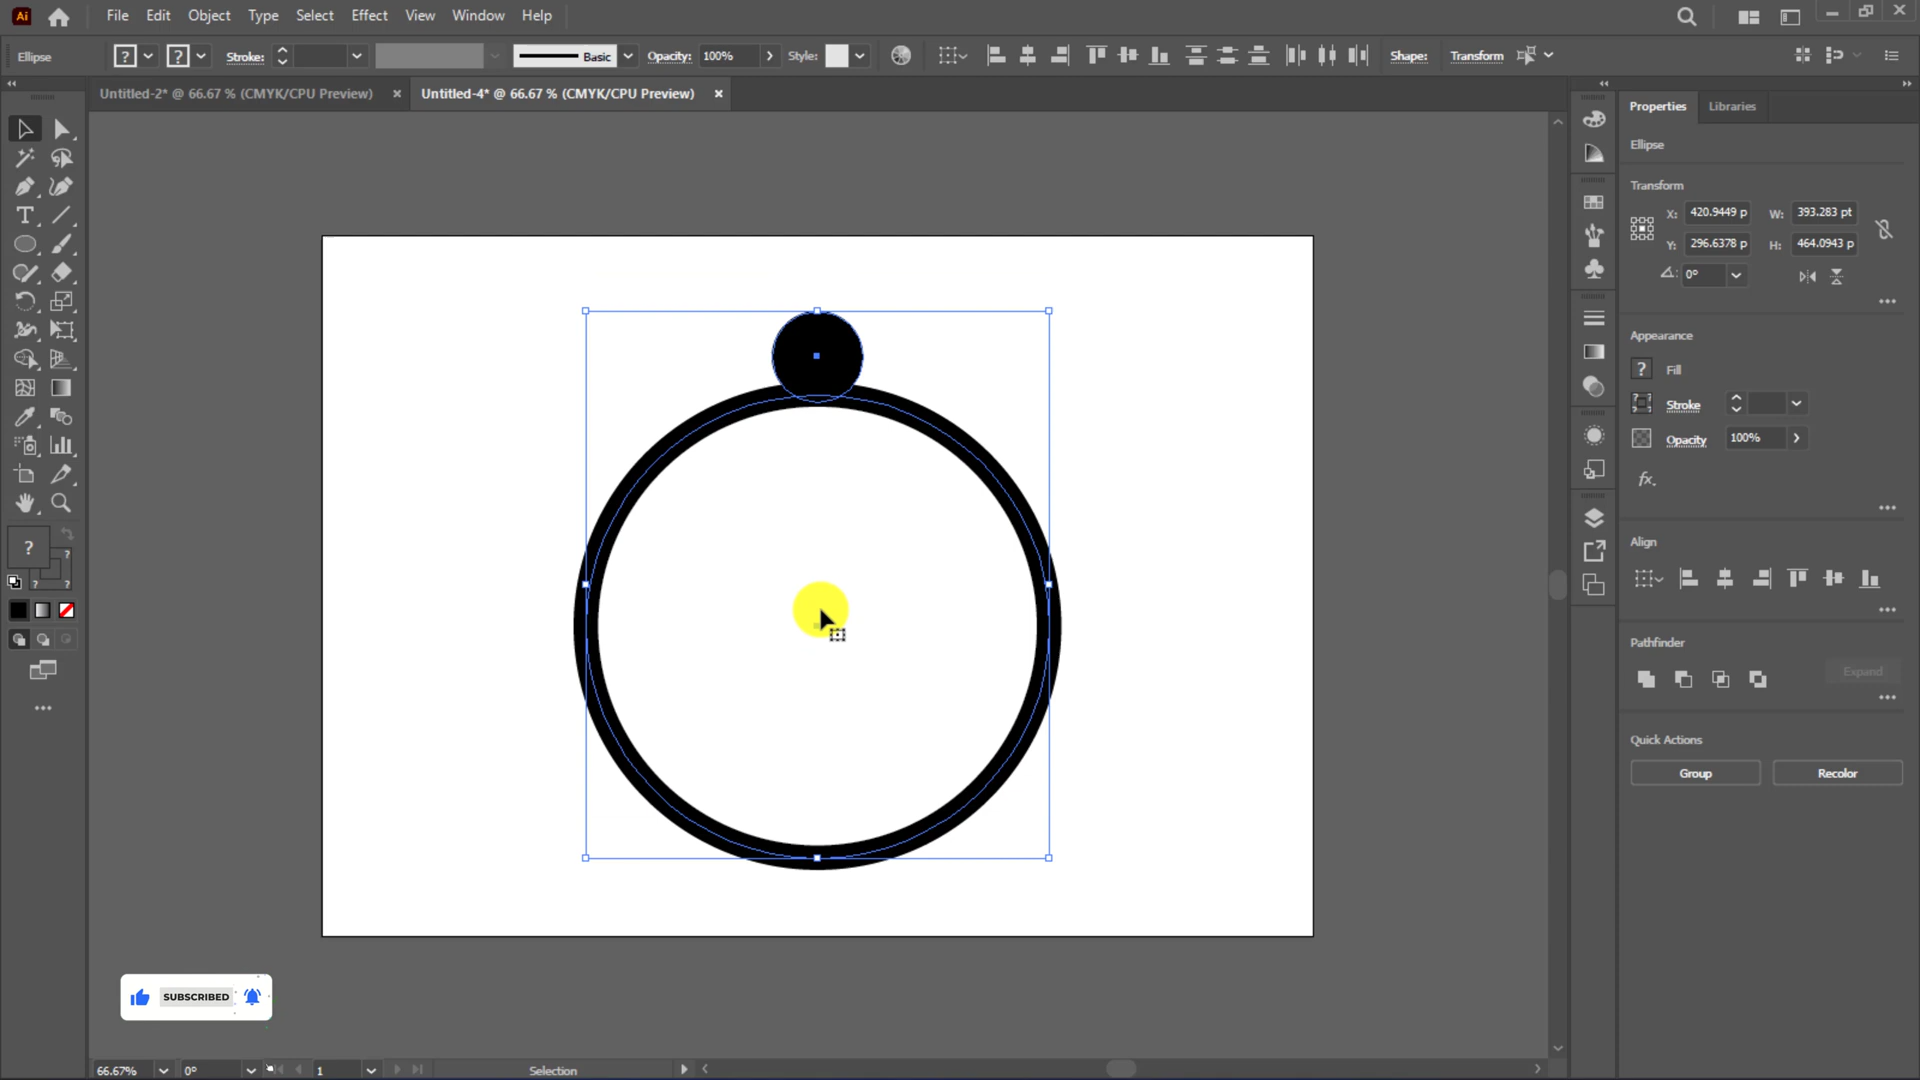 Ai File Edit Object Type Select Effect View Window Help
Ellipse ? ? Stroke: Basic Opacity: 100% Style: Shape: Transform
Untitled-2* @ 66.67 % (CMYK/CPU Preview) × Untitled-4* @ 66.67 % (CMYK/CPU Preview) ×
Properties Libraries
Ellipse
Transform
X: 420.9449 p W: 393.283 pt
Y: 296.6378 p H: 464.0943 p
0°
Appearance
? Fill
Stroke
Opacity 100%
fx.
Align
Pathfinder
Expand
Quick Actions
Group Recolor
?
?
? ?
SUBSCRIBED
66.67% 0° 1 Selection